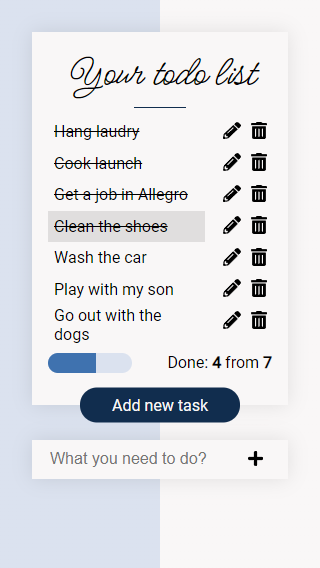 Your todo list
Hang laudry
Cook launch
Get a job in Allegro
Clean the shoes
Wash the car
Play with my son
Go out with the
dogs
Done: 4 from 7
Add new task
What you need to do?